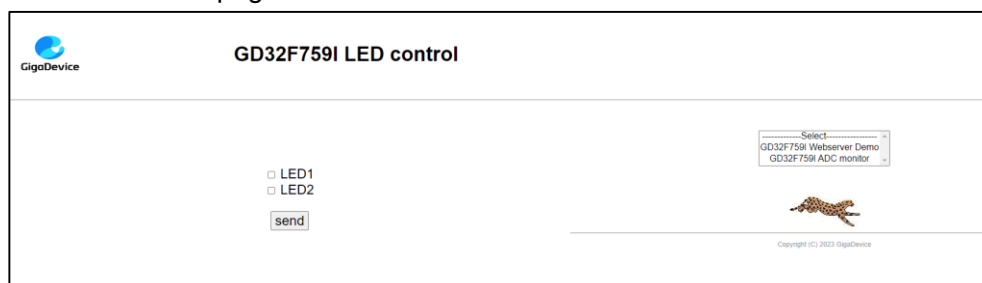 GigaDevice
GD32F759I LED control
LED1
LED2
send
-------------Select-----------------
GD32F759I Webserver Demo
GD32F759I ADC monitor
Copyright (C) 2023 GigaDevice